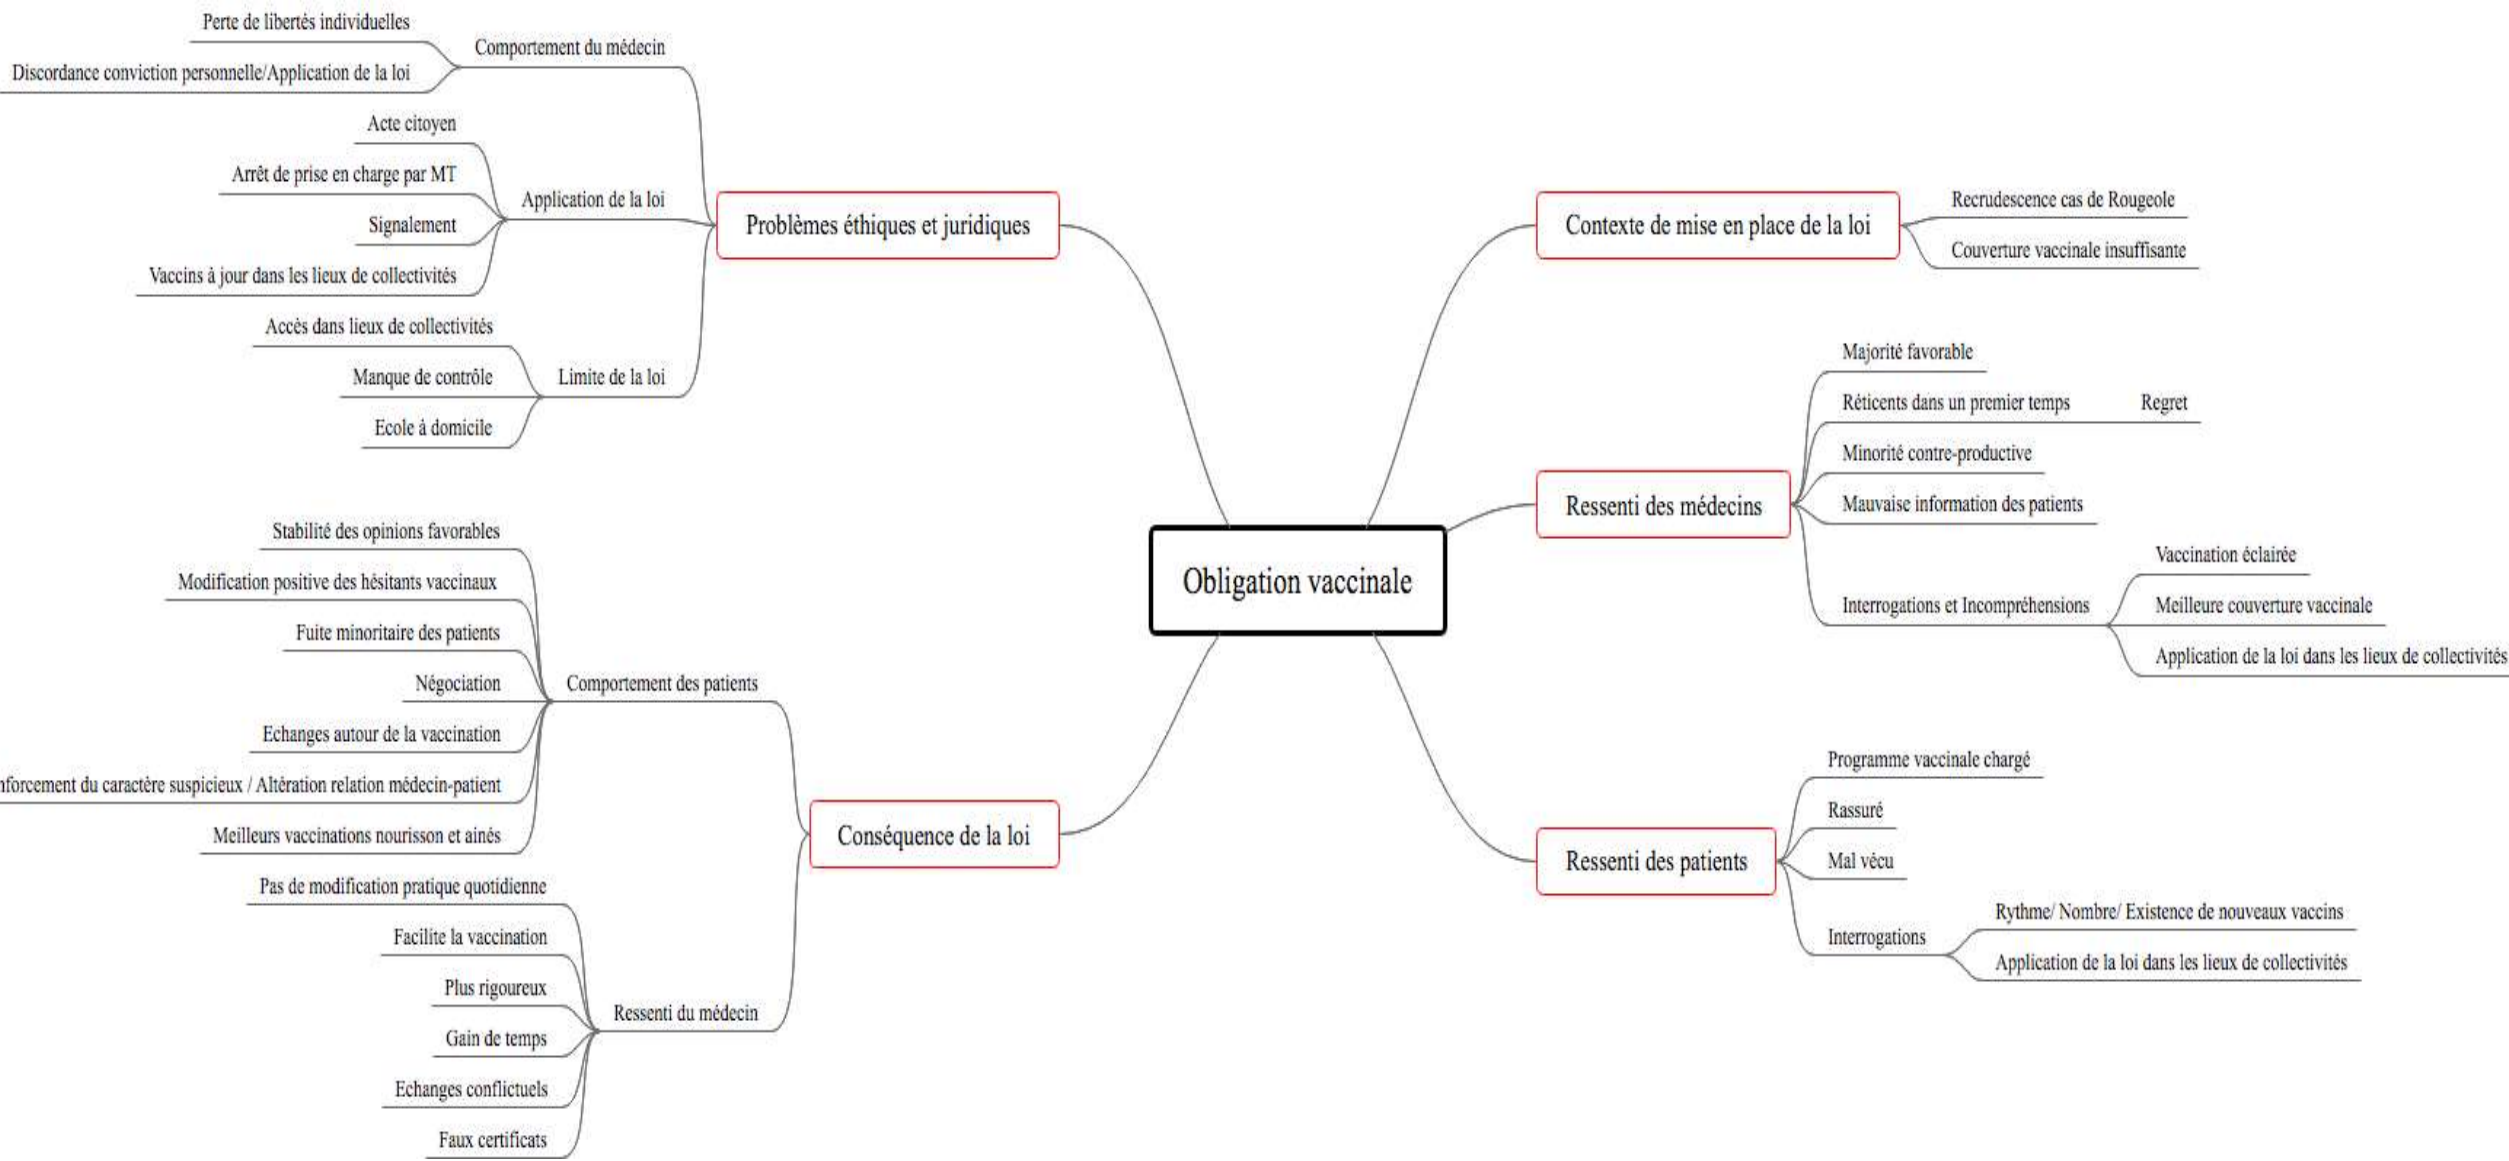 Perte de libertés individuelles
Discordance conviction personnelle/Application de la loi
Comportement du médecin
Acte citoyen
Arrêt de prise en charge par MT
Signalement
Vaccins à jour dans les lieux de collectivités
Application de la loi
Accès dans lieux de collectivités
Manque de contrôle
Ecole à domicile
Limite de la loi
Problèmes éthiques et juridiques
Stabilité des opinions favorables
Modification positive des hésitants vaccinaux
Fuite minoritaire des patients
Négociation
Echanges autour de la vaccination
nforcement du caractère suspicieux / Altération relation médecin-patient
Meilleurs vaccinations nourisson et ainés
Comportement des patients
Pas de modification pratique quotidienne
Facilite la vaccination
Plus rigoureux
Gain de temps
Echanges conflictuels
Faux certificats
Ressenti du médecin
Conséquence de la loi
Obligation vaccinale
Contexte de mise en place de la loi
Recrudescence cas de Rougeole
Couverture vaccinale insuffisante
Ressenti des médecins
Majorité favorable
Réticents dans un premier temps Regret
Minorité contre-productive
Mauvaise information des patients
Interrogations et Incompréhensions
Vaccination éclairée
Meilleure couverture vaccinale
Application de la loi dans les lieux de collectivités
Ressenti des patients
Programme vaccinale chargé
Rassuré
Mal vécu
Interrogations
Rythme/ Nombre/ Existence de nouveaux vaccins
Application de la loi dans les lieux de collectivités